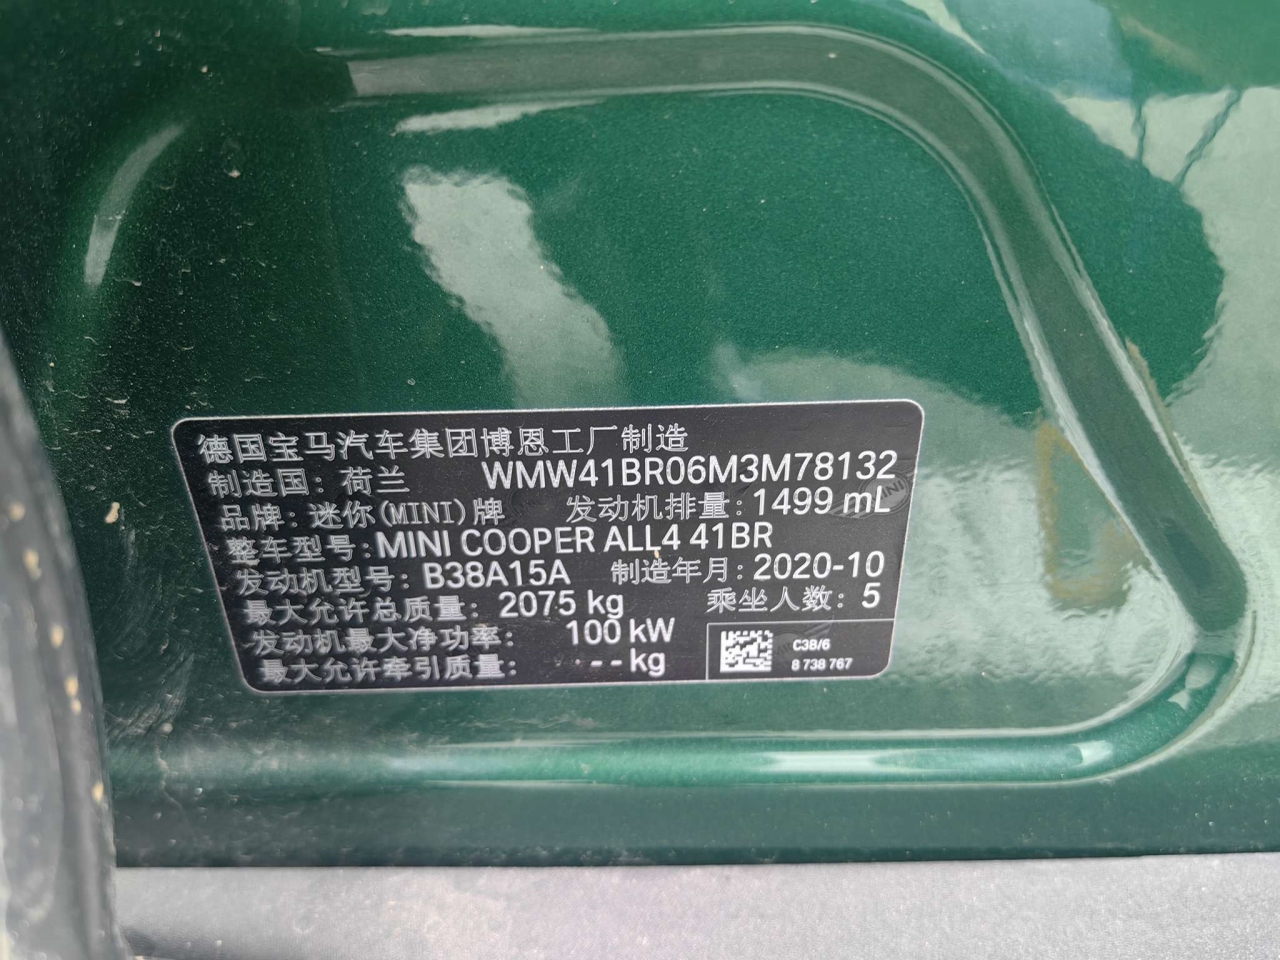 德国宝马汽车集团博恩工厂制造
制造国: 荷兰 WMW41BR06M3M78132
品牌: 迷你(MINI)牌 发动机排量: 1499 mL
整车型号: MINI COOPER ALL4 41BR
发动机型号: B38A15A 制造年月: 2020-10
最大允许总质量: 2075 kg 乘坐人数: 5
发动机最大净功率: 100 kW
最大允许牵引质量: -- kg
C38/6
8 738 767